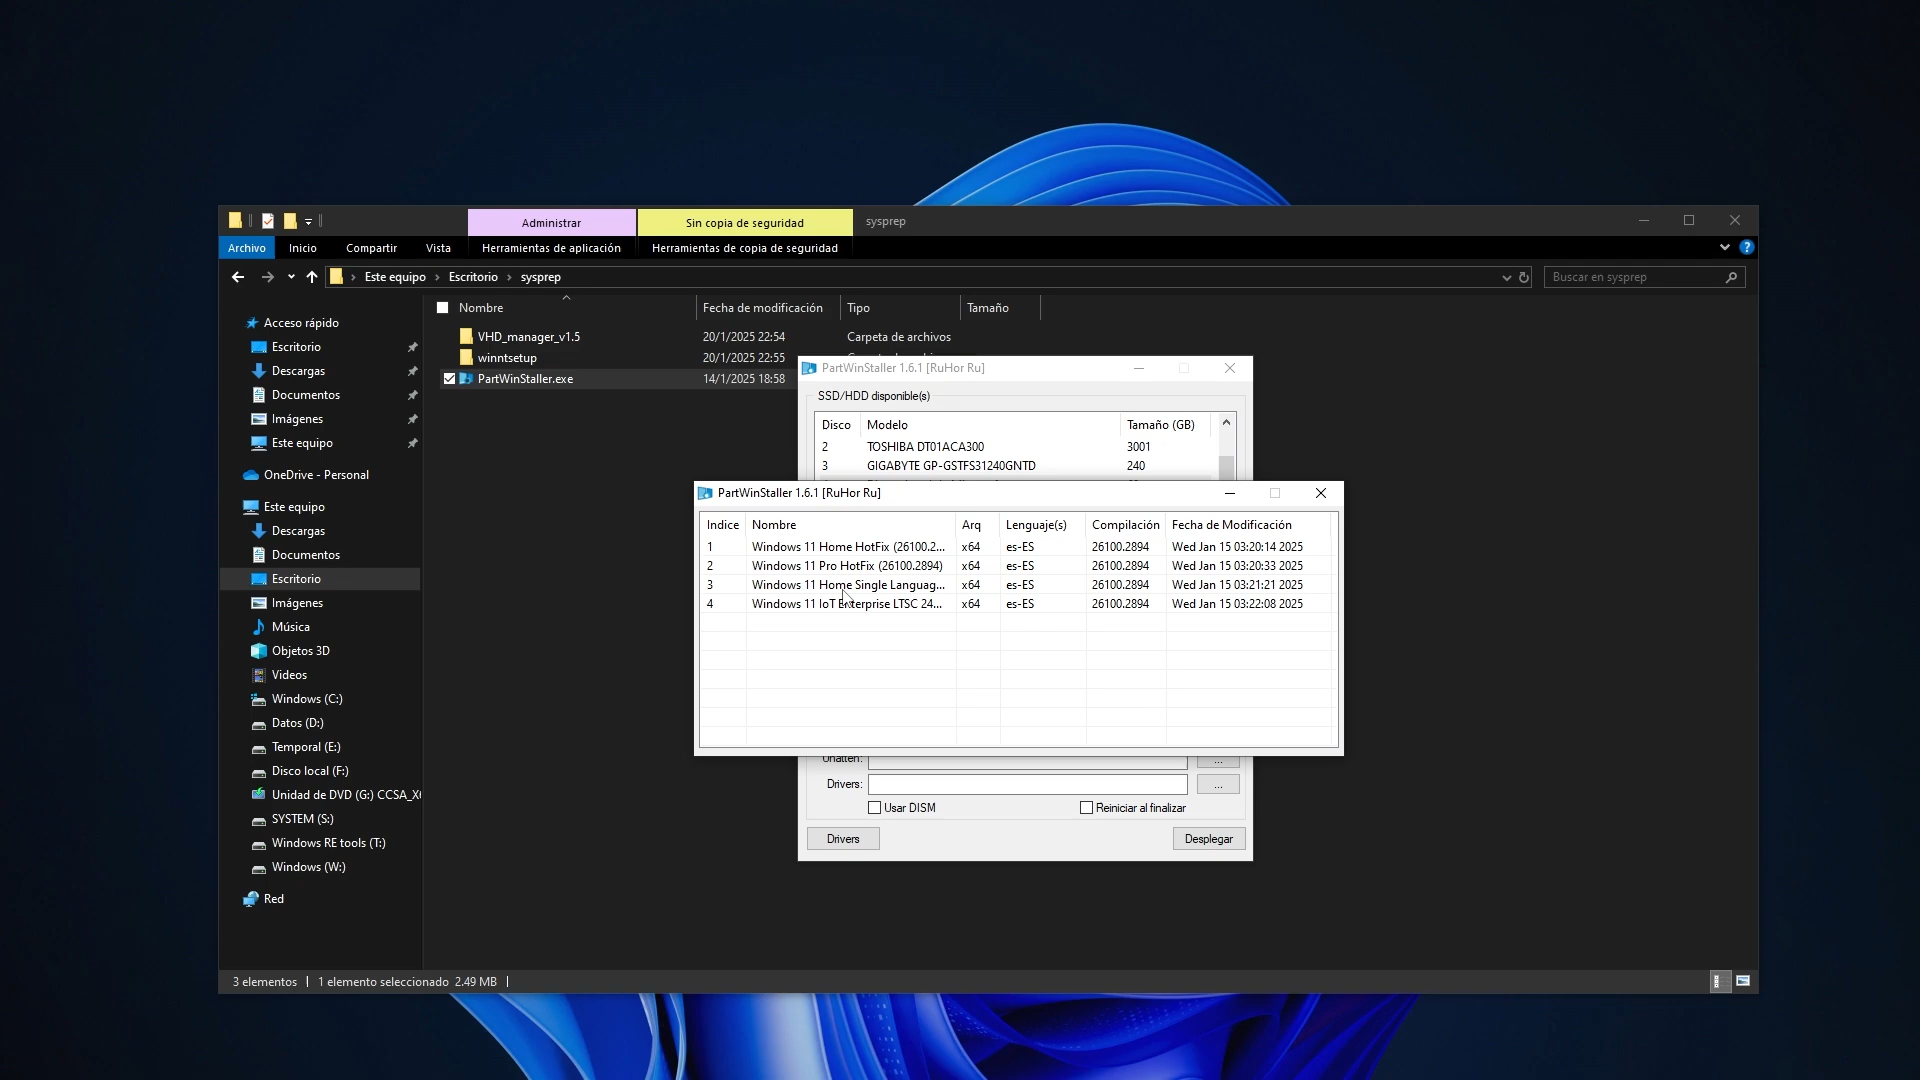 Administrar
Sin copia de seguridad
sysprep
Archivo
Inicio
Compartir
Vista
Herramientas de aplicación
Herramientas de copia de seguridad
?
Este equipo
Escritorio
sysprep
Buscar en sysprep
Nombre
Fecha de modificación
Tipo
Tamaño
VHD_manager_v1.5
20/1/2025 22:54
Carpeta de archivos
winntsetup
20/1/2025 22:55
PartWinStaller.exe
14/1/2025 18:58
Acceso rápido
Escritorio
Descargas
Documentos
Imágenes
Este equipo
OneDrive - Personal
Este equipo
Descargas
Documentos
Escritorio
Imágenes
Música
Objetos 3D
Videos
Windows (C:)
Datos (D:)
Temporal (E:)
Disco local (F:)
Unidad de DVD (G:) CCSA_X
SYSTEM (S:)
Windows RE tools (T:)
Windows (W:)
Red
3 elementos
1 elemento seleccionado 2.49 MB
PartWinStaller 1.6.1 [RuHor Ru]
SSD/HDD disponible(s)
Disco Modelo Tamaño (GB)
2 TOSHIBA DT01ACA300 3001
3 GIGABYTE GP-GSTFS31240GNTD 240
PartWinStaller 1.6.1 [RuHor Ru]
Indice Nombre Arq Lenguaje(s) Compilación Fecha de Modificación
1 Windows 11 Home HotFix (26100.2... x64 es-ES 26100.2894 Wed Jan 15 03:20:14 2025
2 Windows 11 Pro HotFix (26100.2894) x64 es-ES 26100.2894 Wed Jan 15 03:20:33 2025
3 Windows 11 Home Single Languag... x64 es-ES 26100.2894 Wed Jan 15 03:21:21 2025
4 Windows 11 IoT Enterprise LTSC 24... x64 es-ES 26100.2894 Wed Jan 15 03:22:08 2025
Unatten:
...
Drivers:
...
Usar DISM
Reiniciar al finalizar
Drivers
Desplegar